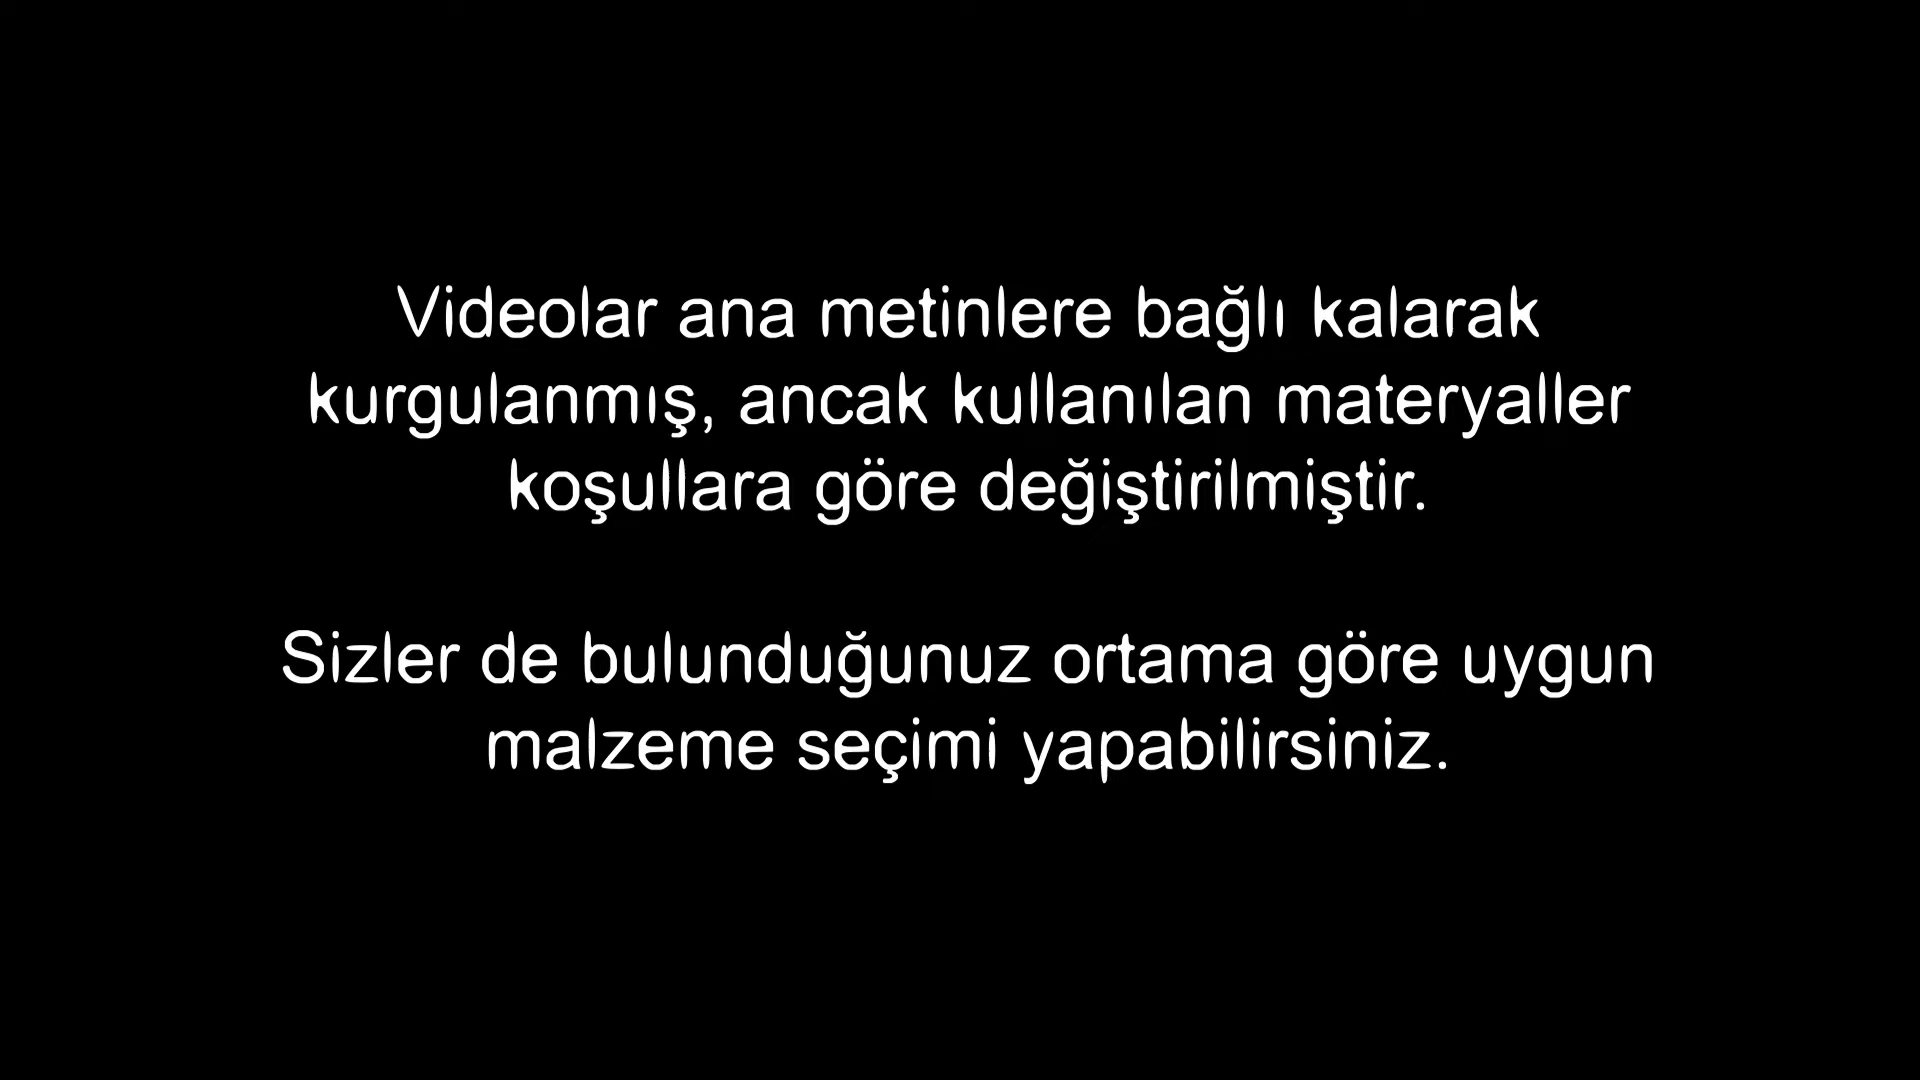 Videolar ana metinlere bağlı kalarak
kurgulanmış, ancak kullanılan materyaller
koşullara göre değiştirilmiştir.
Sizler de bulunduğunuz ortama göre uygun
malzeme seçimi yapabilirsiniz.